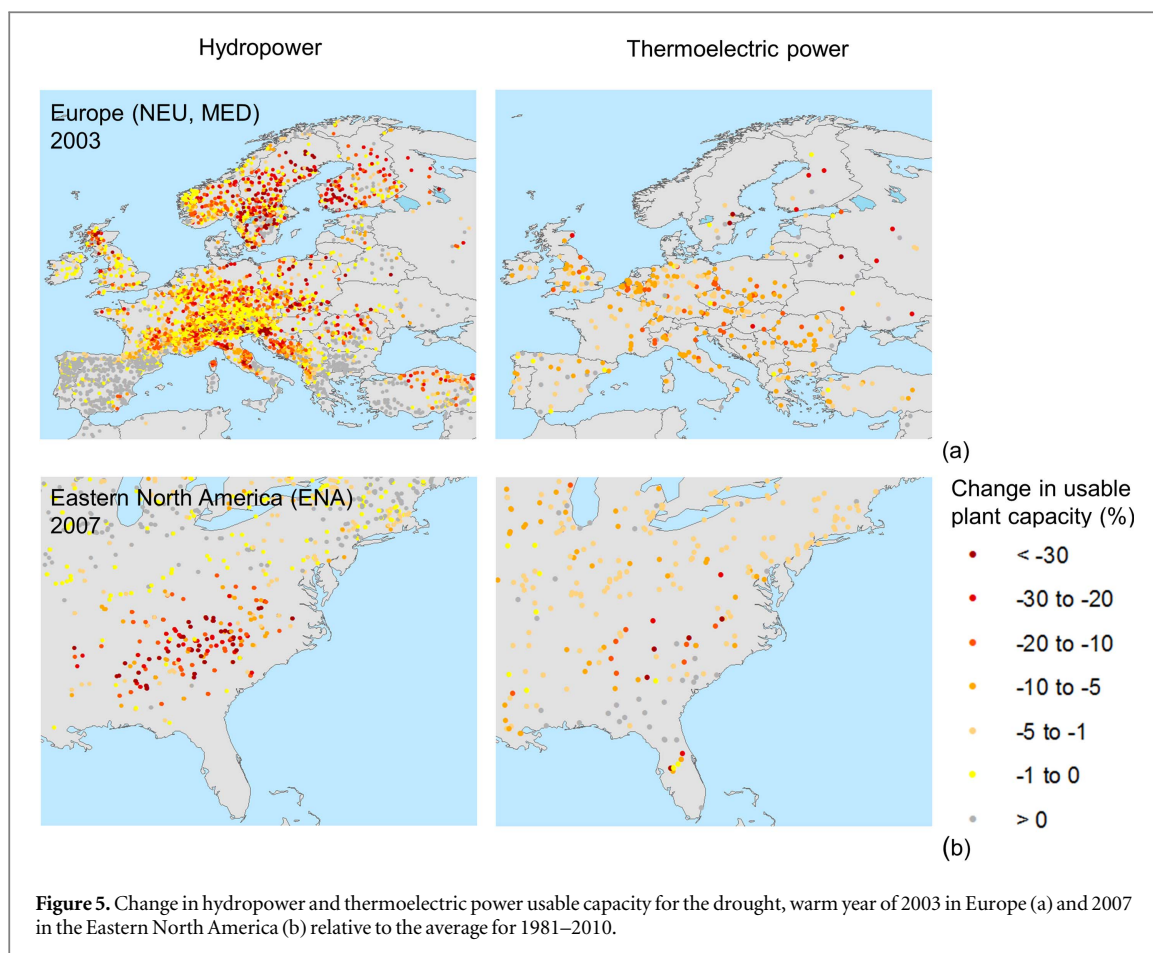 Hydropower
Thermoelectric power
Europe (NEU, MED)
2003
(a)
Eastern North America (ENA)
2007
Change in usable
plant capacity (%)
< -30
-30 to -20
-20 to -10
-10 to -5
-5 to -1
-1 to 0
> 0
(b)
Figure 5. Change in hydropower and thermoelectric power usable capacity for the drought, warm year of 2003 in Europe (a) and 2007
in the Eastern North America (b) relative to the average for 1981–2010.